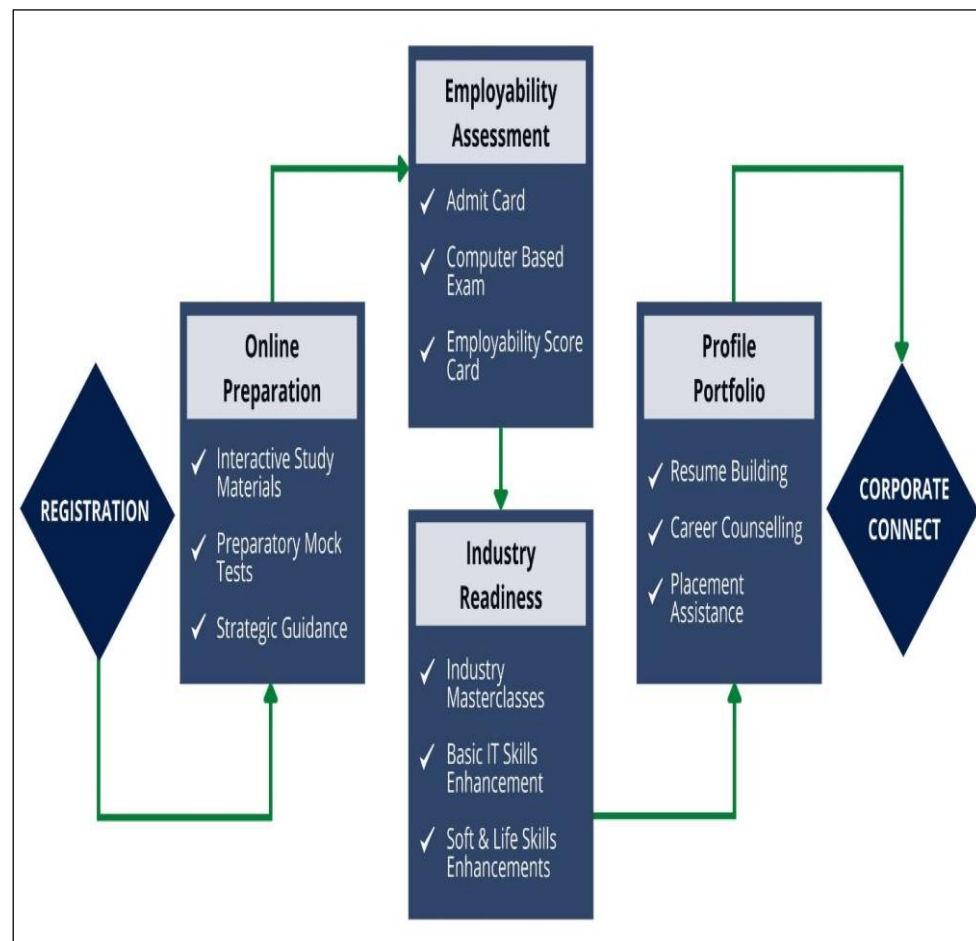 REGISTRATION
Online
Preparation
✓ Interactive Study
Materials
✓ Preparatory Mock
Tests
✓ Strategic Guidance
Employability
Assessment
✓ Admit Card
✓ Computer Based
Exam
✓ Employability Score
Card
Industry
Readiness
✓ Industry
Masterclasses
✓ Basic IT Skills
Enhancement
✓ Soft & Life Skills
Enhancements
Profile
Portfolio
✓ Resume Building
✓ Career Counselling
✓ Placement
Assistance
CORPORATE
CONNECT